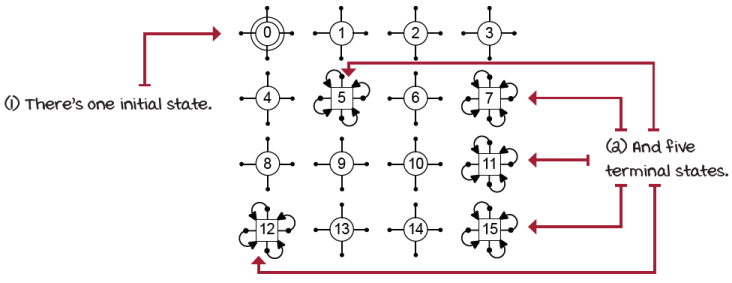 0 1 2 3
(1) There's one initial state.
4 5 6 7
(2) And five
terminal states.
8 9 10 11
12 13 14 15